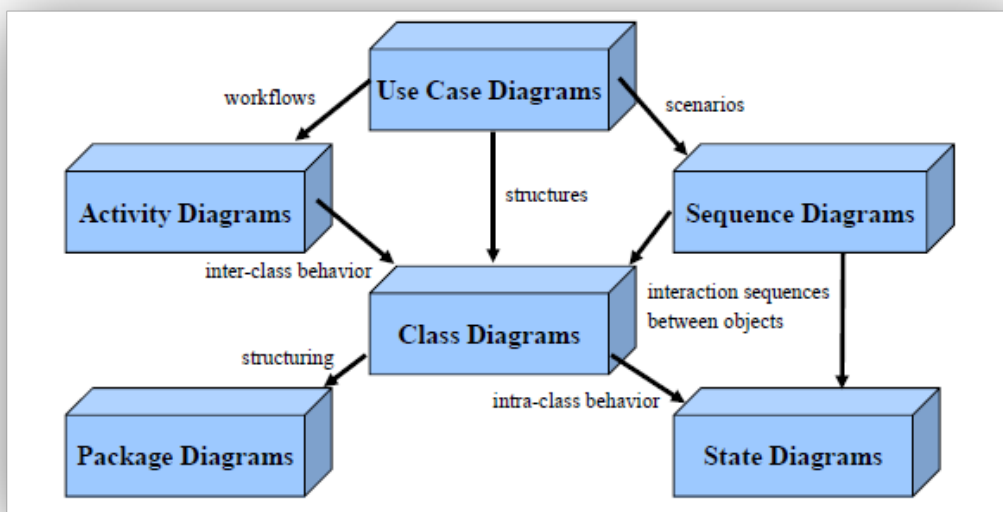 Use Case Diagrams
workflows
scenarios
Activity Diagrams
structures
Sequence Diagrams
inter-class behavior
interaction sequences
between objects
Class Diagrams
structuring
intra-class behavior
Package Diagrams
State Diagrams